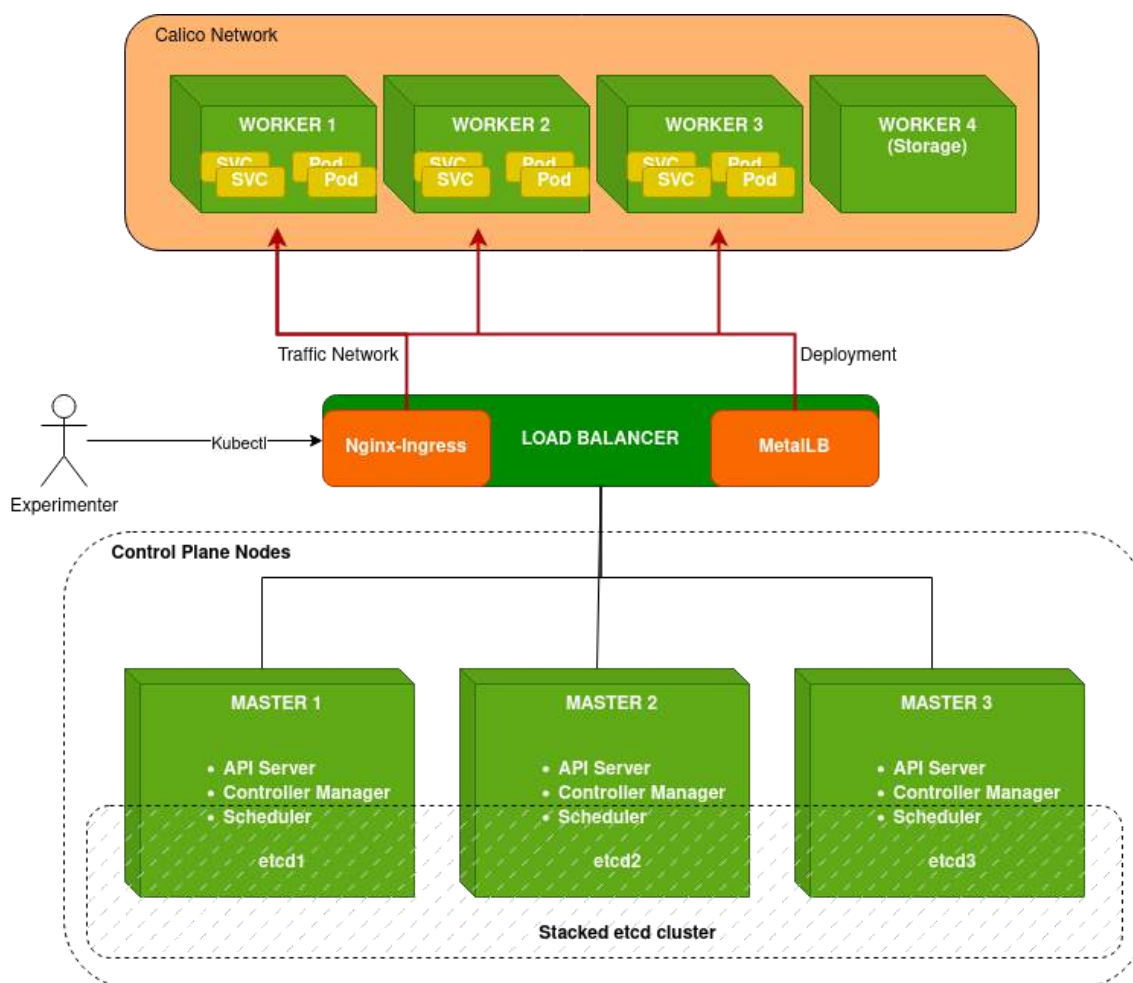 Calico Network
WORKER 1
SVC
Pod
SVC
Pod
WORKER 2
SVC
Pod
SVC
Pod
WORKER 3
SVC
Pod
SVC
Pod
WORKER 4
(Storage)
Traffic Network
Deployment
Kubectl
Experimenter
Nginx-Ingress
LOAD BALANCER
MetalLB
Control Plane Nodes
MASTER 1
• API Server
• Controller Manager
• Scheduler
etcd1
MASTER 2
• API Server
• Controller Manager
• Scheduler
etcd2
MASTER 3
• API Server
• Controller Manager
• Scheduler
etcd3
Stacked etcd cluster